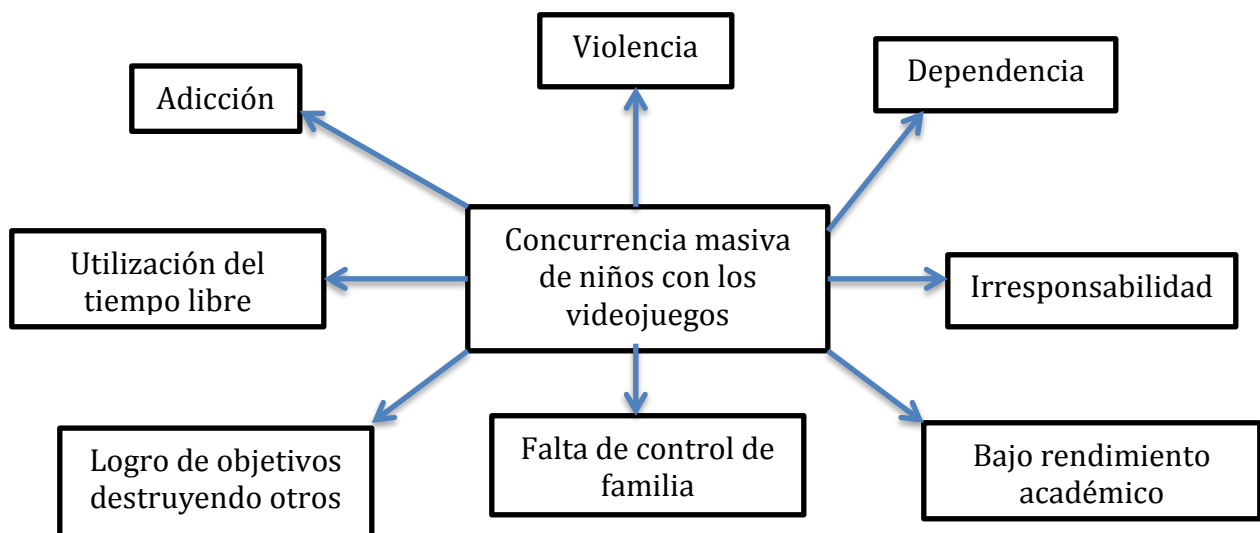 Violencia
Dependencia
Adicción
Concurrencia masiva
de niños con los
videojuegos
Utilización del
tiempo libre
Irresponsabilidad
Logro de objetivos
destruyendo otros
Falta de control de
familia
Bajo rendimiento
académico